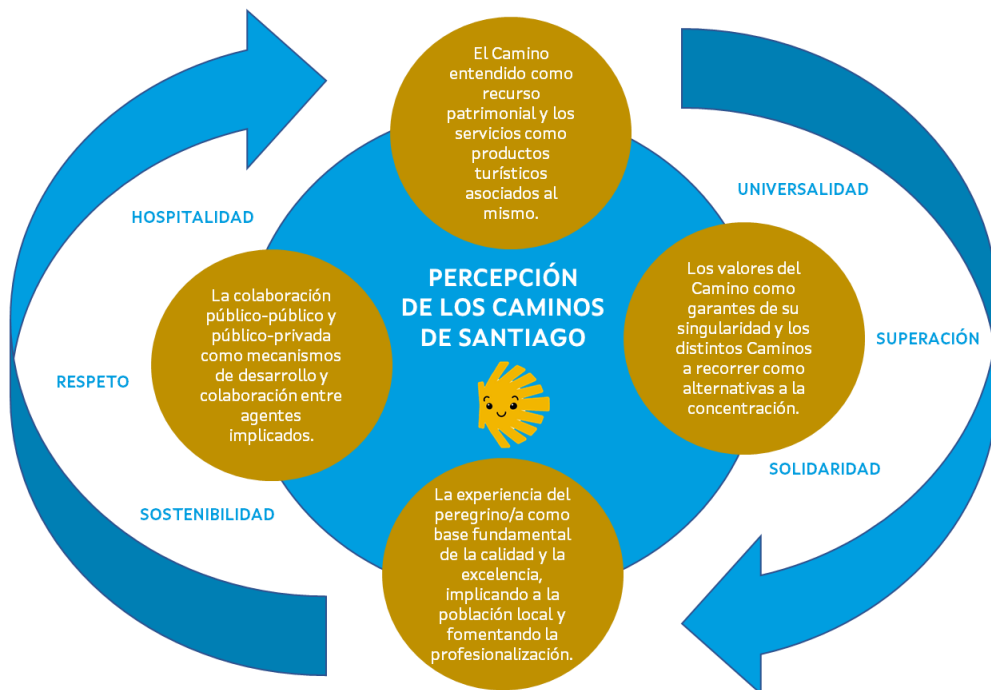 El Camino
entendido como
recurso
patrimonial y los
servicios como
productos
turísticos
asociados al
mismo.
UNIVERSALIDAD
HOSPITALIDAD
PERCEPCIÓN
DE LOS CAMINOS
DE SANTIAGO
Los valores del
Camino como
garantes de su
singularidad y los
distintos Caminos
a recorrer como
alternativas a la
concentración.
SUPERACIÓN
La colaboración
público-público y
público-privada
como mecanismos
de desarrollo y
colaboración entre
agentes
implicados.
RESPETO
SOLIDARIDAD
SOSTENIBILIDAD
La experiencia del
peregrino/a como
base fundamental
de la calidad y la
excelencia,
implicando a la
población local y
fomentando la
profesionalización.